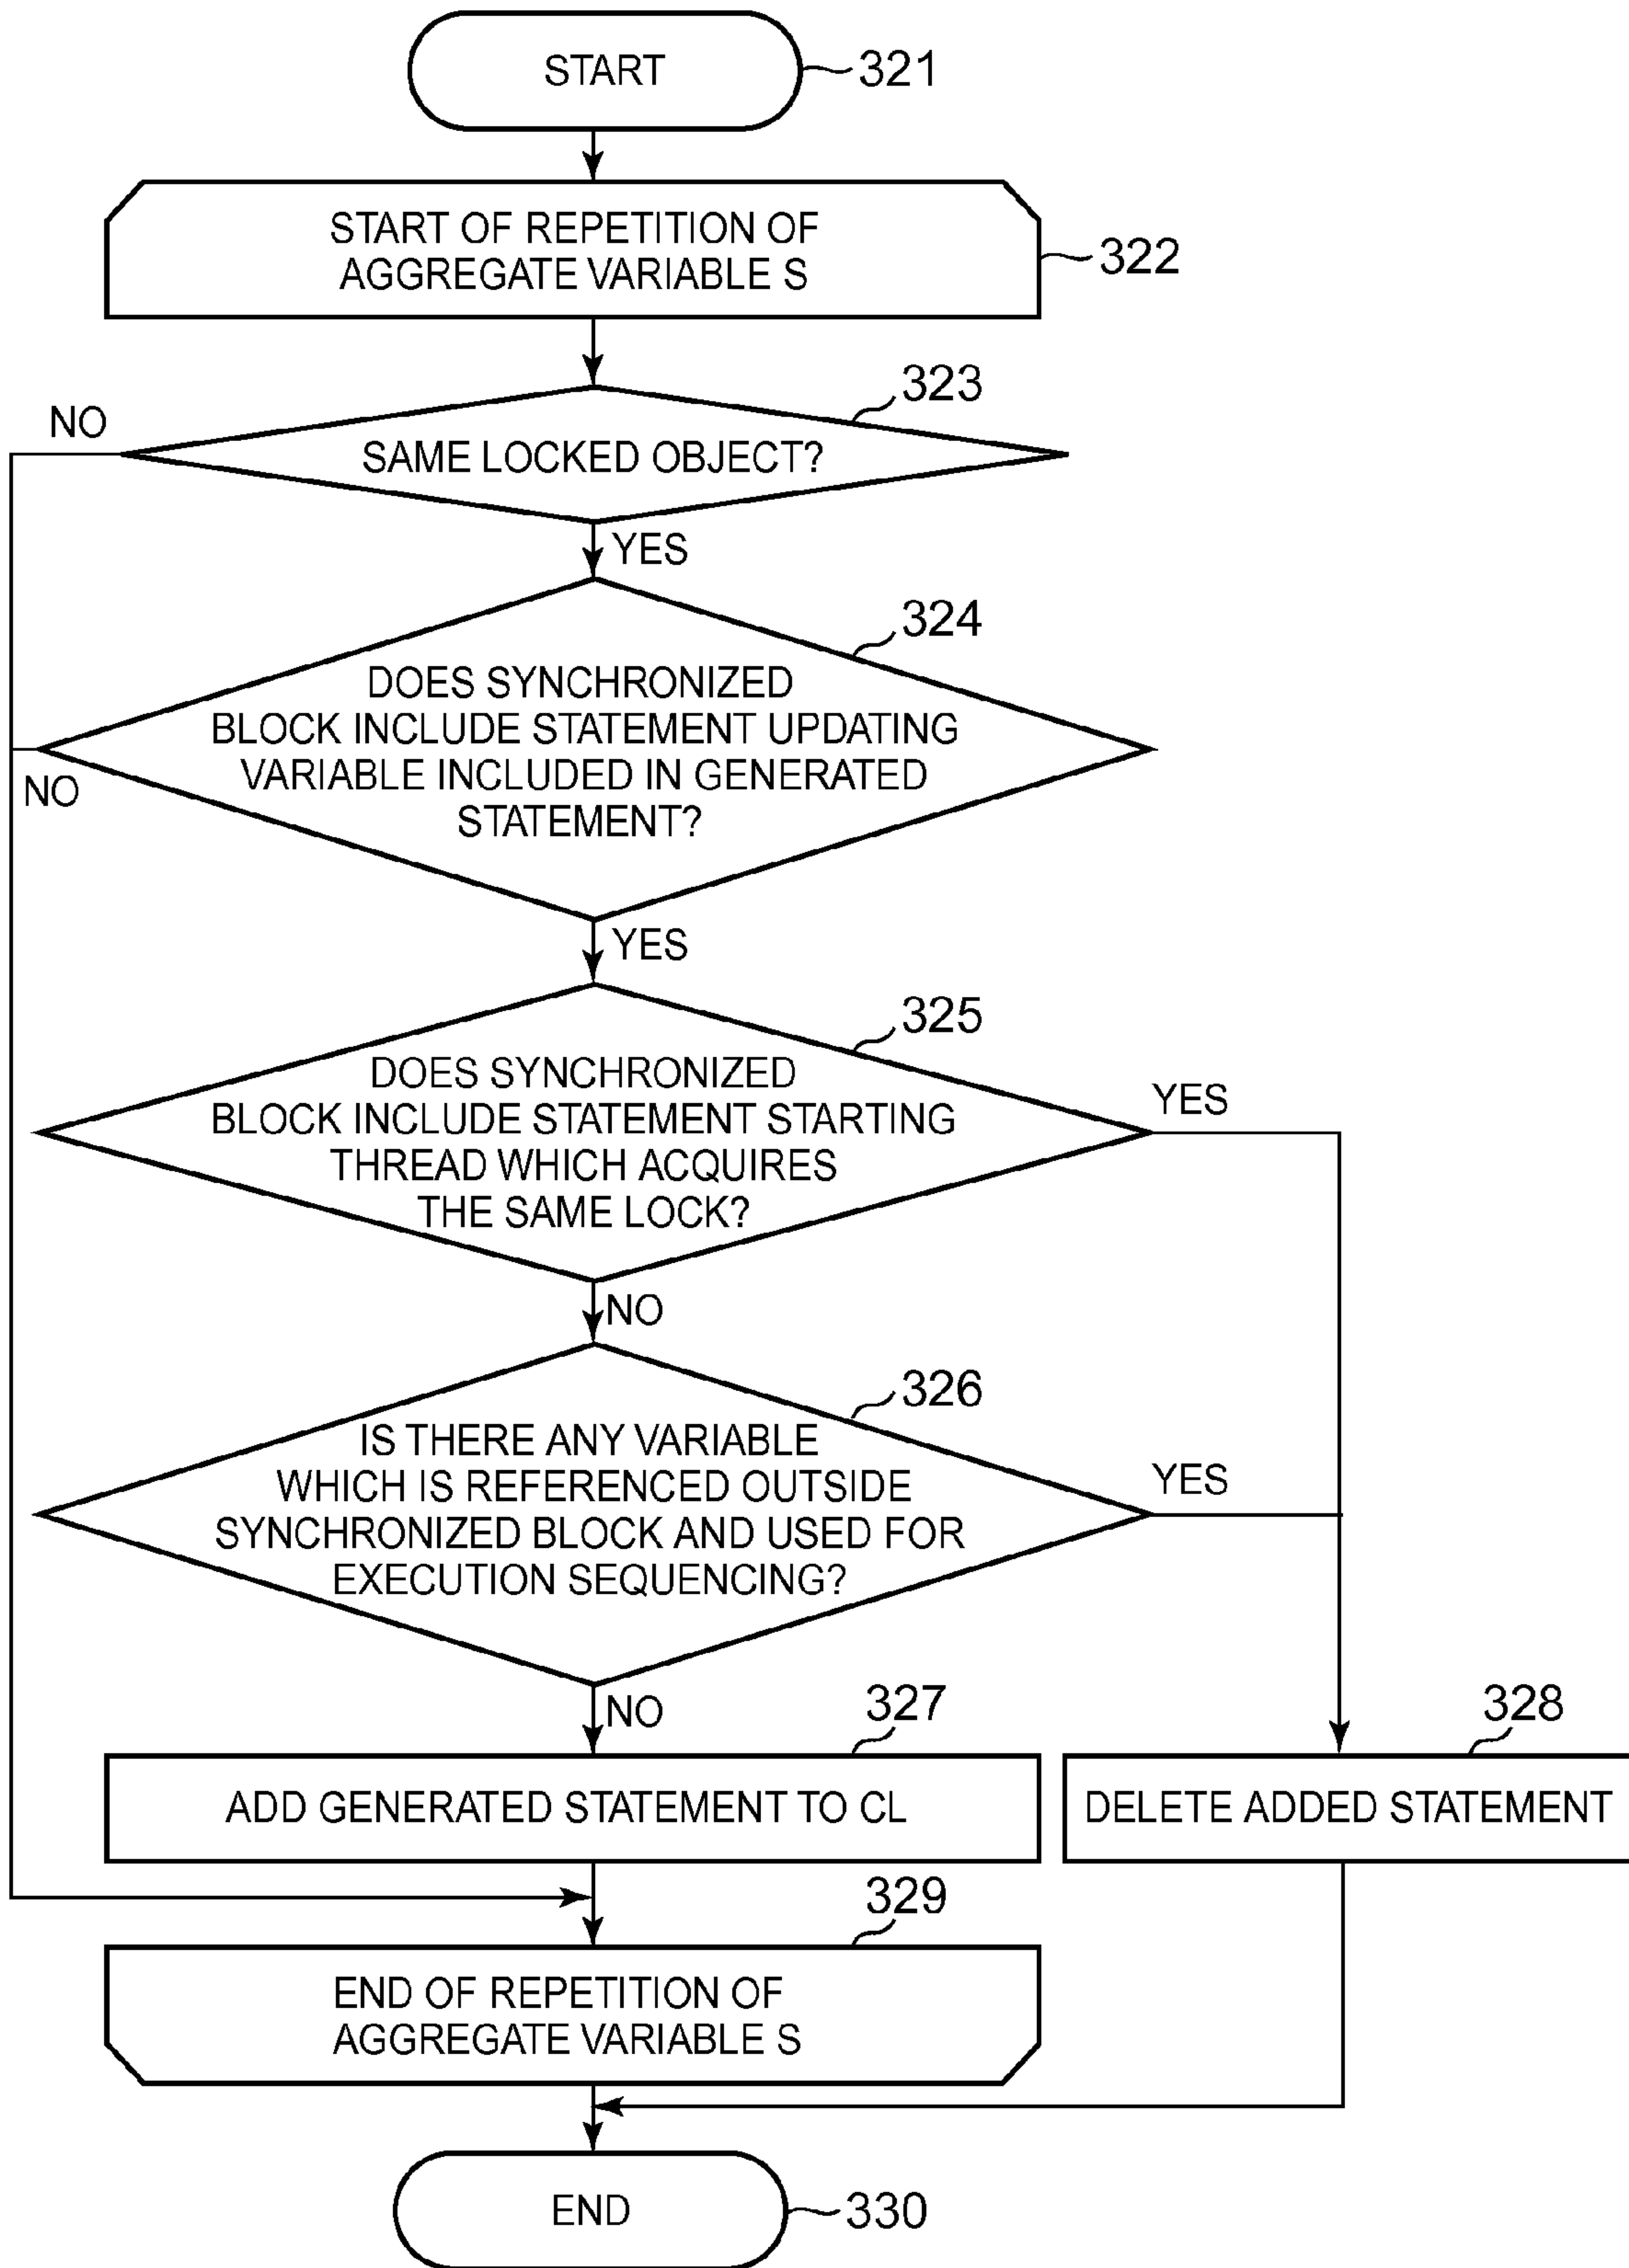 START
321
START OF REPETITION OF
AGGREGATE VARIABLE S
322
323
NO
SAME LOCKED OBJECT?
YES
324
DOES SYNCHRONIZED
BLOCK INCLUDE STATEMENT UPDATING
VARIABLE INCLUDED IN GENERATED
STATEMENT?
NO
YES
325
DOES SYNCHRONIZED
BLOCK INCLUDE STATEMENT STARTING
THREAD WHICH ACQUIRES
THE SAME LOCK?
YES
NO
326
IS THERE ANY VARIABLE
WHICH IS REFERENCED OUTSIDE
SYNCHRONIZED BLOCK AND USED FOR
EXECUTION SEQUENCING?
YES
NO
327
328
ADD GENERATED STATEMENT TO CL
DELETE ADDED STATEMENT
329
END OF REPETITION OF
AGGREGATE VARIABLE S
END
330